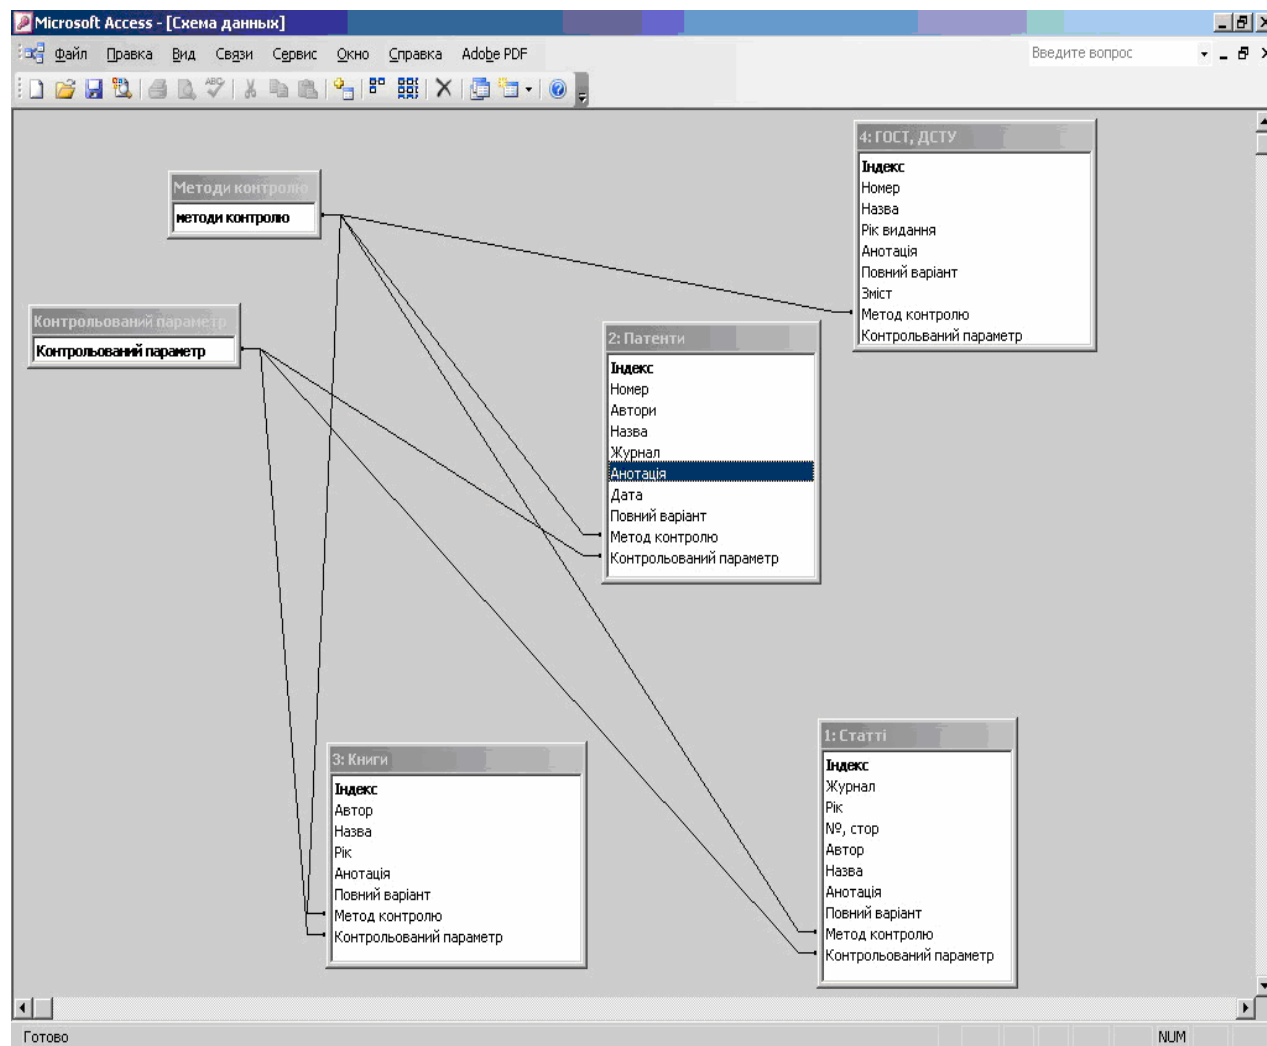 Microsoft Access - [Схема данных]
Файл Правка Вид Связи Сервис Окно Справка Adobe PDF
Введите вопрос
4: ГОСТ, ДСТУ
Індекс
Номер
Назва
Рік видання
Анотація
Повний варіант
Зміст
Метод контролю
Контрольваний параметр
Методи контролю
методи контролю
Контрольований параметр
Контрольований параметр
2: Патенти
Індекс
Номер
Автори
Назва
Журнал
Анотація
Дата
Повний варіант
Метод контролю
Контрольований параметр
3: Книги
Індекс
Автор
Назва
Рік
Анотація
Повний варіант
Метод контролю
Контрольований параметр
1: Статті
Індекс
Журнал
Рік
№, стор
Автор
Назва
Анотація
Повний варіант
Метод контролю
Контрольований параметр
Готово
NUM